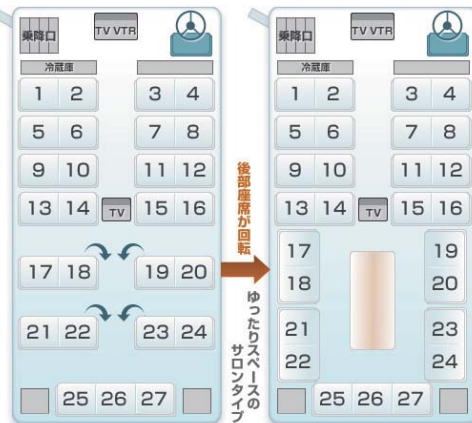 乗降口 TV VTR
冷蔵庫
1 2 3 4
5 6 7 8
9 10 11 12
13 14 TV 15 16
17 18 19 20
21 22 23 24
25 26 27
後部座席が回転
ゆったりスペースの
サロンタイプ
乗降口 TV VTR
冷蔵庫
1 2 3 4
5 6 7 8
9 10 11 12
13 14 TV 15 16
17 19
18 20
21 23
22 24
25 26 27